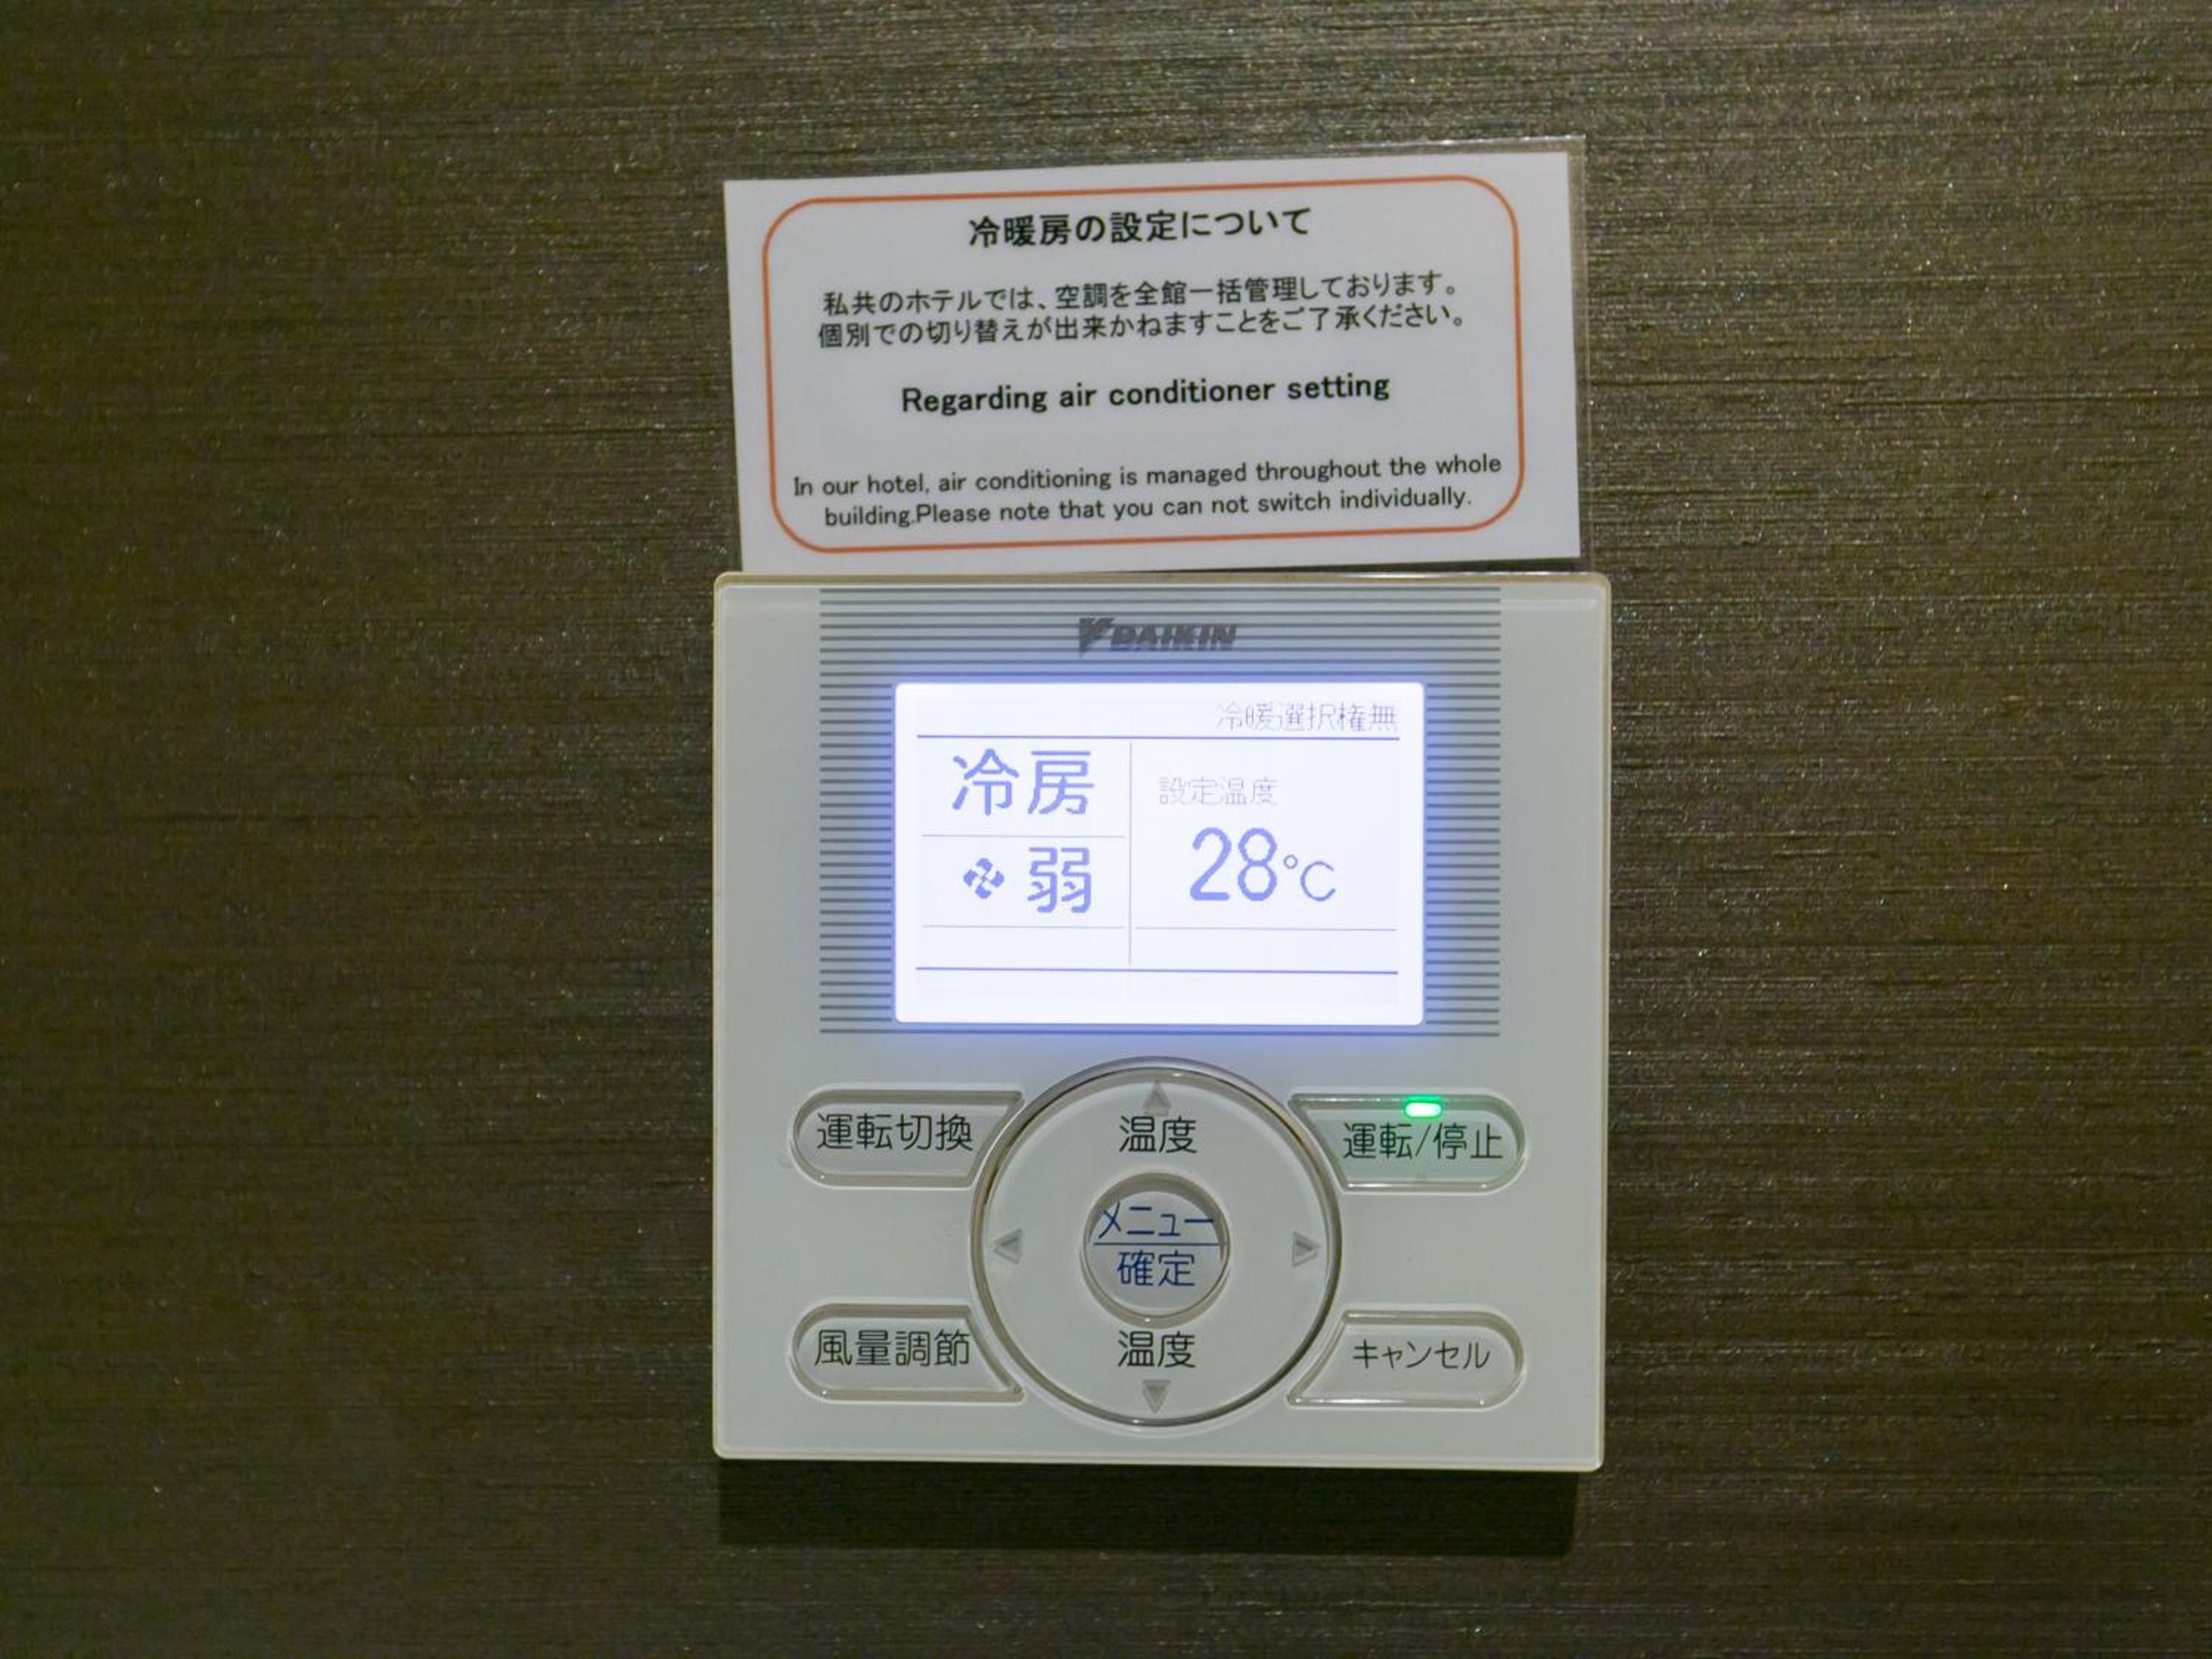 冷暖房の設定について
私共のホテルでは、空調を全館一括管理しております。
個別での切り替えが出来かねますことをご了承ください。
Regarding air conditioner setting
In our hotel, air conditioning is managed throughout the whole
building.Please note that you can not switch individually.
DAIKIN
冷暖選択権無
冷房
設定温度
弱
28℃
運転切換
温度
運転/停止
メニュー
確定
風量調節
温度
キャンセル